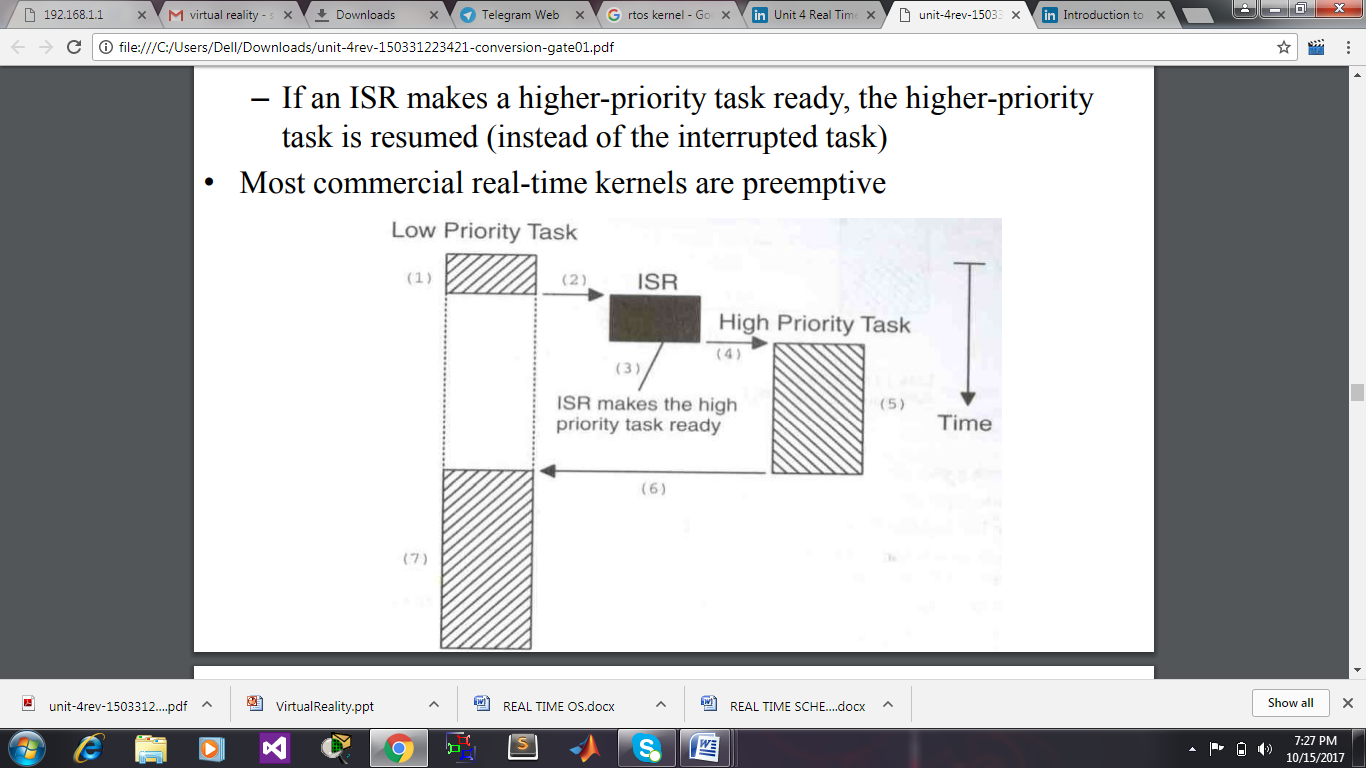 192.168.1.1
virtual reality - s
Downloads
Telegram Web
rtos kernel - Goo
Unit 4 Real Time
unit-4rev-15033
Introduction to
file:///C:/Users/Dell/Downloads/unit-4rev-150331223421-conversion-gate01.pdf
– If an ISR makes a higher-priority task ready, the higher-priority
task is resumed (instead of the interrupted task)
• Most commercial real-time kernels are preemptive
Low Priority Task
(1)
(2)
ISR
High Priority Task
(3)
(4)
ISR makes the high
priority task ready
(5)
Time
(6)
(7)
unit-4rev-1503312....pdf
VirtualReality.ppt
REAL TIME OS.docx
REAL TIME SCHE....docx
Show all
7:27 PM
10/15/2017